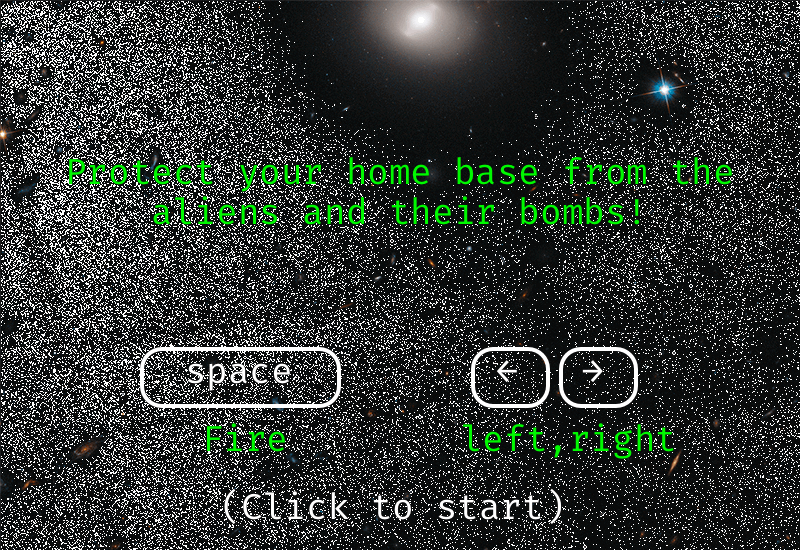 Protect your home base from the
aliens and their bombs!
space
← →
Fire
left,right
(Click to start)